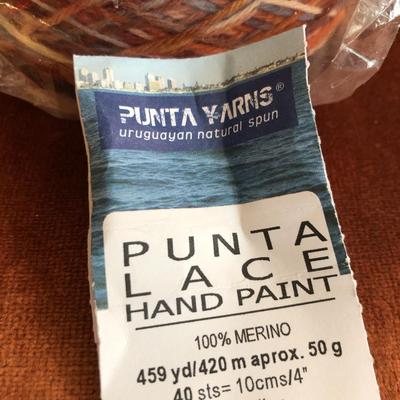 PUNTA YARNS®
uruguayan natural spun
PUNTA
LACE
HAND PAINT
100% MERINO
459 yd/420 m aprox. 50 g
40 sts= 10cms/4"